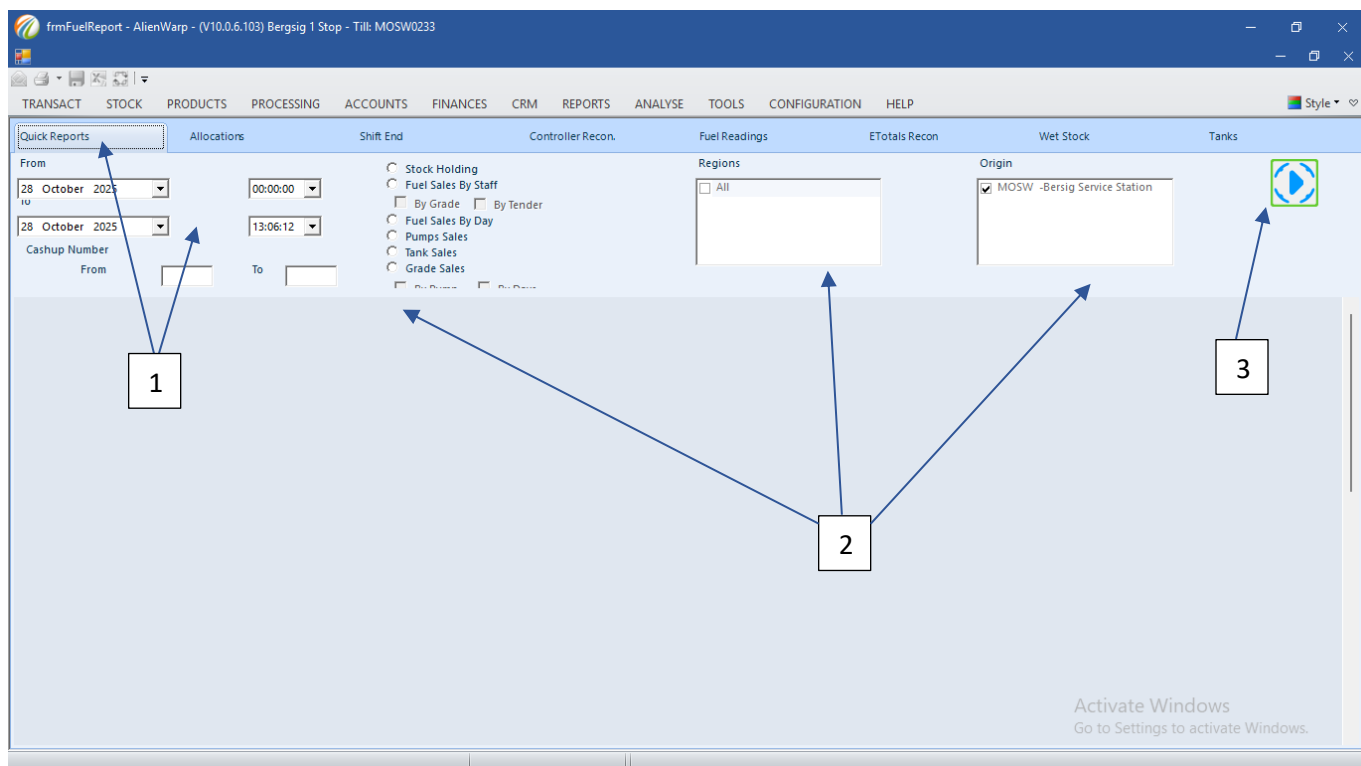 frmFuelReport - AlienWarp - (V10.0.6.103) Bergsig 1 Stop - Till: MOSW0233
TRANSACT STOCK PRODUCTS PROCESSING ACCOUNTS FINANCES CRM REPORTS ANALYSE TOOLS CONFIGURATION HELP Style
Quick Reports Allocations Shift End Controller Recon. Fuel Readings ETotals Recon Wet Stock Tanks
From
28 October 2025 00:00:00
To
28 October 2025 13:06:12
Cashup Number
From To
Stock Holding
Fuel Sales By Staff
By Grade By Tender
Fuel Sales By Day
Pumps Sales
Tank Sales
Grade Sales
By Pump By Days
Regions
All
Origin
MOSW -Bersig Service Station
1
2
3
Activate Windows
Go to Settings to activate Windows.